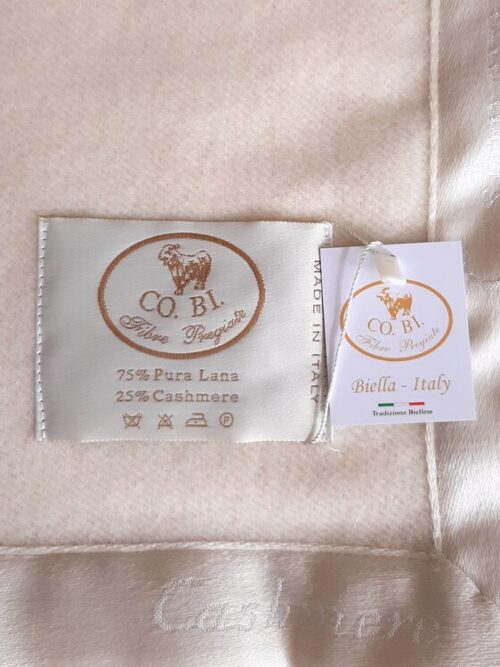 CO. BI.
Fibre Pregiate
75% Pura Lana
25% Cashmere
MADE IN ITALY
CO. BI.
Fibre Pregiate
Biella - Italy
Tradizione Biellese
Cashmere